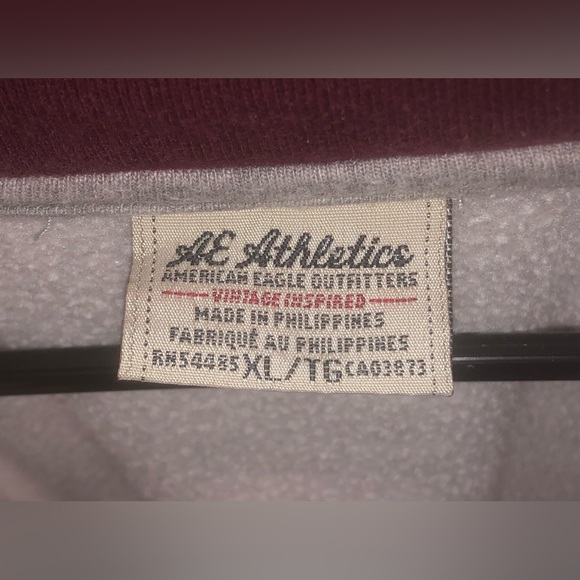 AE Athletics
AMERICAN EAGLE OUTFITTERS
VINTAGE INSPIRED
MADE IN PHILIPPINES
FABRIQUÉ AU PHILIPPINES
RN54485 XL/TG CA03873